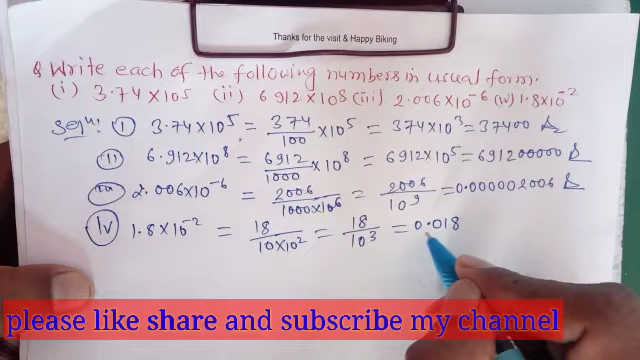 Thanks for the visit & Happy Biking
Q Write each of the following numbers in usual form.
(i) 3.74×105 (ii) 6 912×108 (iii) 2.006×10⁻⁶ (iv) 1.8×10⁻²
Solⁿ: (i) 3.74×10⁵ = 374/100 ×10⁵ = 374×10³ = 37400
(ii) 6.912×10⁸ = 6912/1000 ×10⁸ = 6912×10⁵ = 691200000
2.006×10⁻⁶ = 2006/1000×10⁶ = 2006/10⁹ = 0.000002006
(iv) 1.8×10⁻² = 18/10×10² = 18/10³ = 0.018
please like share and subscribe my channel